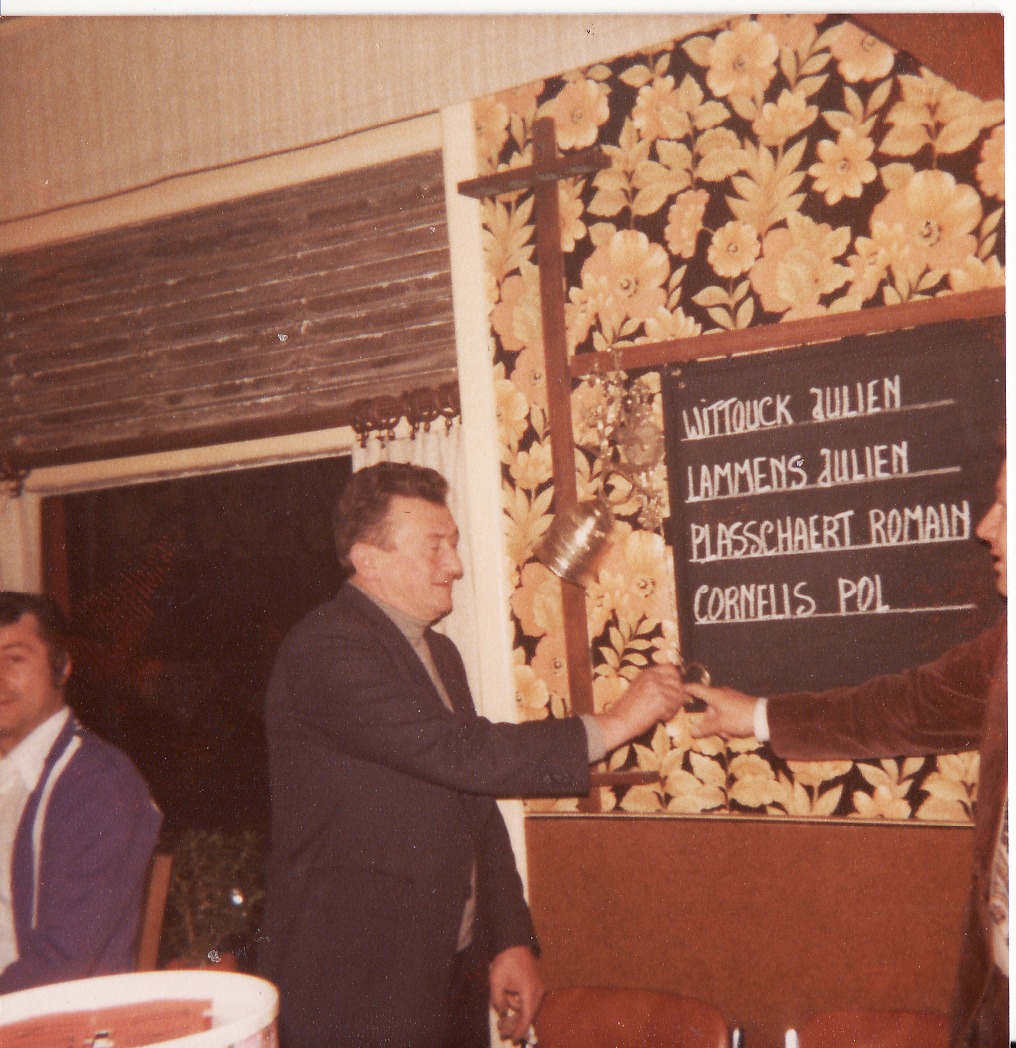 WITTOUCK JULIEN
LAMMENS JULIEN
PLASSCHAERT ROMAIN
CORNELIS POL